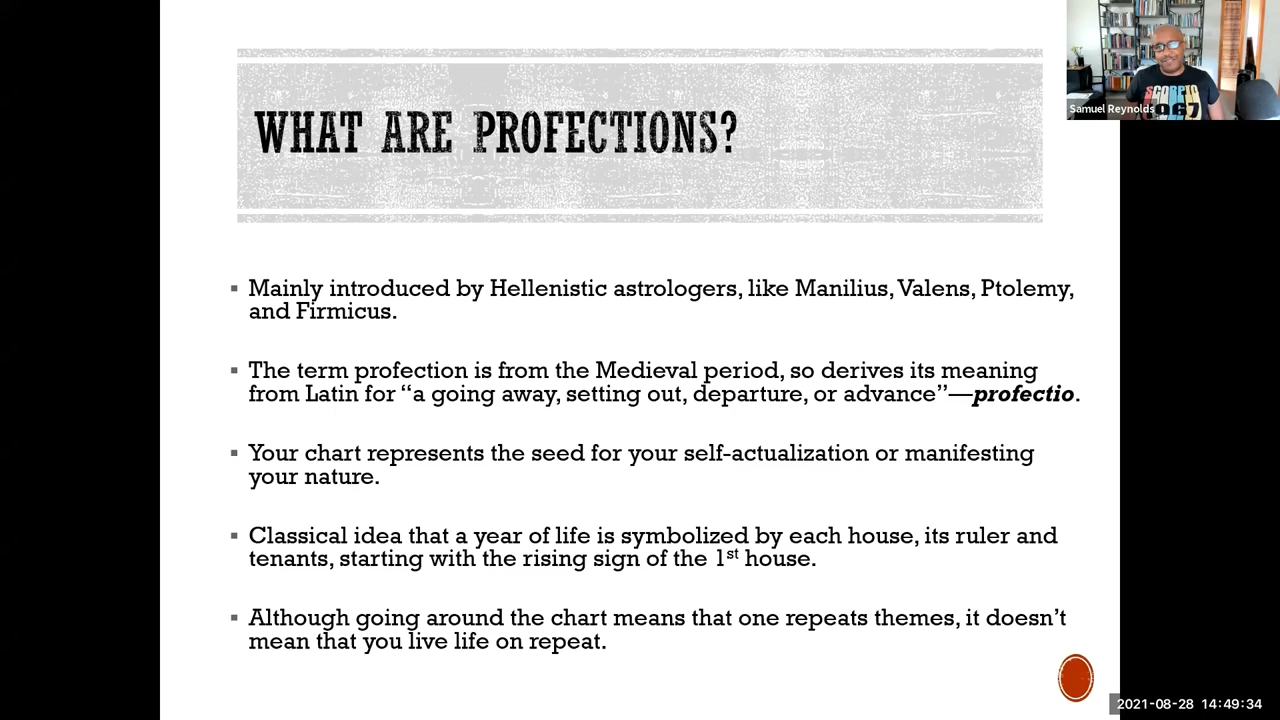 WHAT ARE PROFECTIONS?
Samuel Reynolds
SCORPIO
▪ Mainly introduced by Hellenistic astrologers, like Manilius, Valens, Ptolemy,
and Firmicus.
▪ The term profection is from the Medieval period, so derives its meaning
from Latin for “a going away, setting out, departure, or advance”—profectio.
▪ Your chart represents the seed for your self-actualization or manifesting
your nature.
▪ Classical idea that a year of life is symbolized by each house, its ruler and
tenants, starting with the rising sign of the 1st house.
▪ Although going around the chart means that one repeats themes, it doesn’t
mean that you live life on repeat.
2021-08-28 14:49:34